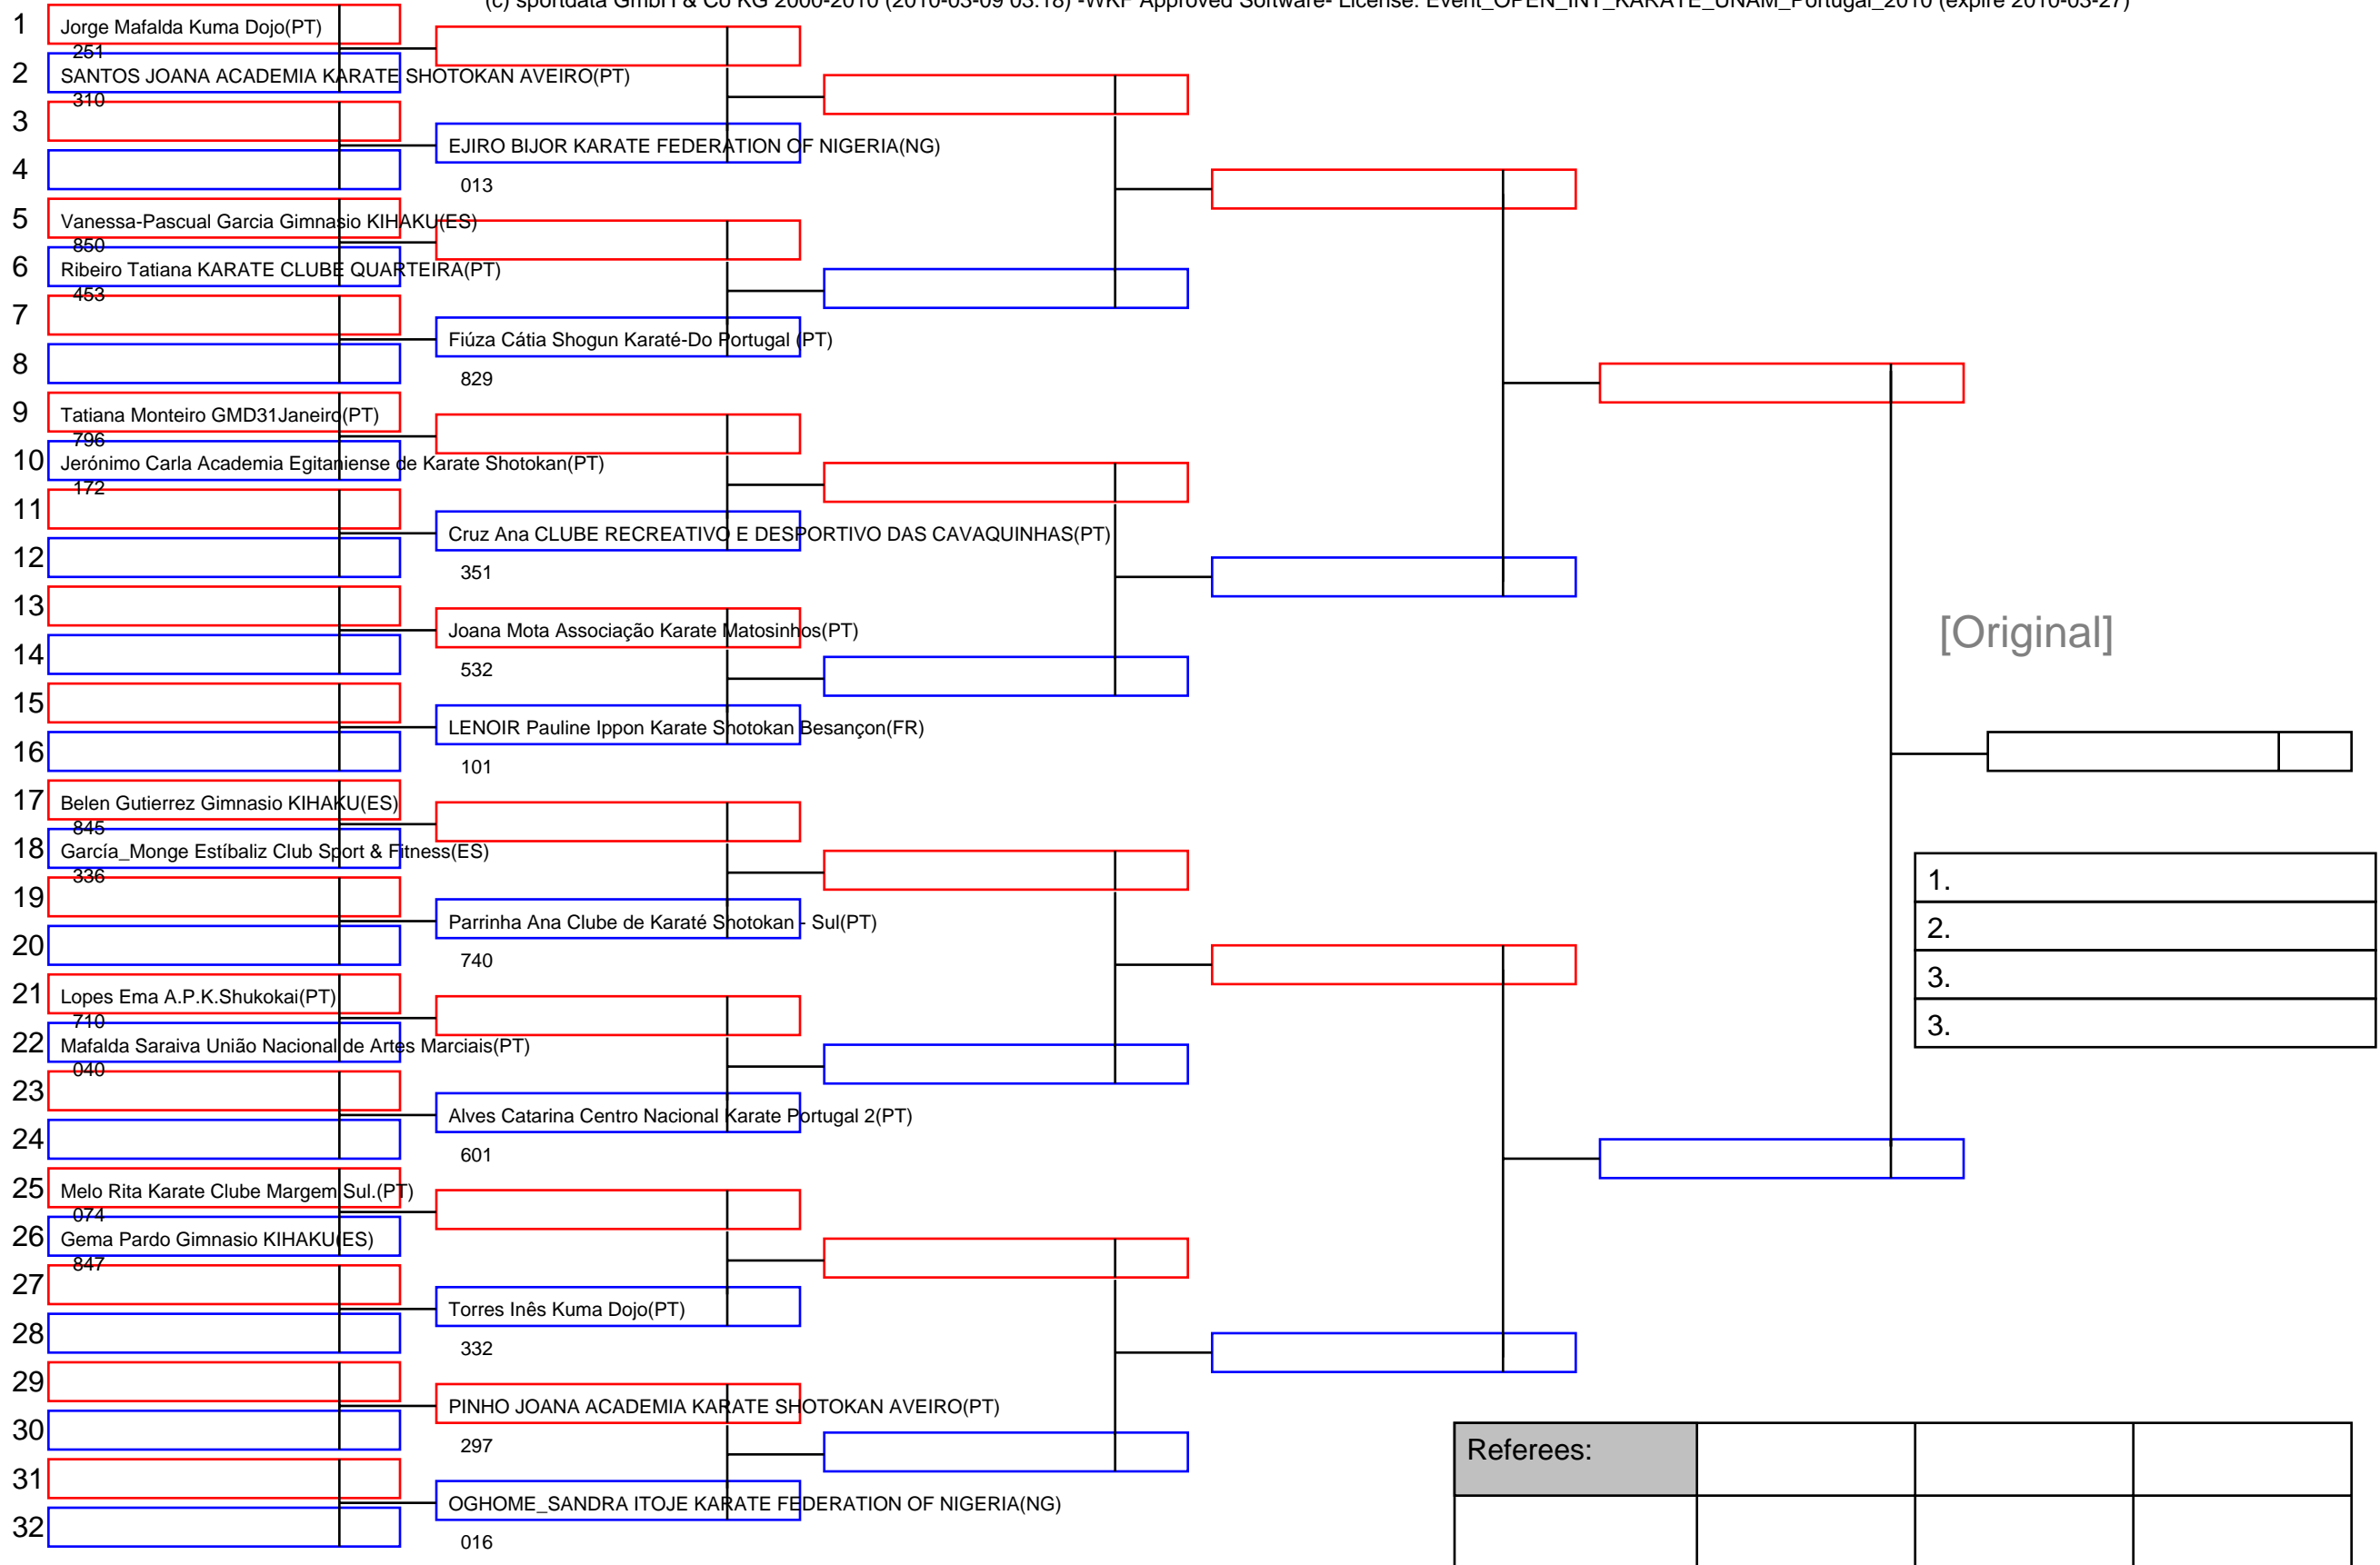 (c) sportdata GmbH & Co KG 2000-2010 (2010-03-09 03:18) -WKF Approved Software- License: Event_OPEN_INT_KARATE_UNAM_Portugal_2010 (expire 2010-03-27)
1 Jorge Mafalda Kuma Dojo(PT)
251
2 SANTOS JOANA ACADEMIA KARATE SHOTOKAN AVEIRO(PT)
310
3
EJIRO BIJOR KARATE FEDERATION OF NIGERIA(NG)
4
013
5 Vanessa-Pascual Garcia Gimnasio KIHAKU(ES)
850
6 Ribeiro Tatiana KARATE CLUBE QUARTEIRA(PT)
453
7
Fiúza Cátia Shogun Karaté-Do Portugal (PT)
8
829
9 Tatiana Monteiro GMD31Janeiro(PT)
796
10 Jerónimo Carla Academia Egitaniense de Karate Shotokan(PT)
172
11
Cruz Ana CLUBE RECREATIVO E DESPORTIVO DAS CAVAQUINHAS(PT)
12
351
13
Joana Mota Associação Karate Matosinhos(PT)
[Original]
14
532
15
LENOIR Pauline Ippon Karate Shotokan Besançon(FR)
16
101
17 Belen Gutierrez Gimnasio KIHAKU(ES)
845
18 García_Monge Estíbaliz Club Sport & Fitness(ES)
336
1.
19
Parrinha Ana Clube de Karaté Shotokan - Sul(PT)
2.
20
740
3.
21 Lopes Ema A.P.K.Shukokai(PT)
710
3.
22 Mafalda Saraiva União Nacional de Artes Marciais(PT)
040
23
Alves Catarina Centro Nacional Karate Portugal 2(PT)
24
601
25 Melo Rita Karate Clube Margem Sul.(PT)
074
26 Gema Pardo Gimnasio KIHAKU(ES)
847
27
Torres Inês Kuma Dojo(PT)
28
332
29
PINHO JOANA ACADEMIA KARATE SHOTOKAN AVEIRO(PT)
30
297
Referees:
31
OGHOME_SANDRA ITOJE KARATE FEDERATION OF NIGERIA(NG)
32
016